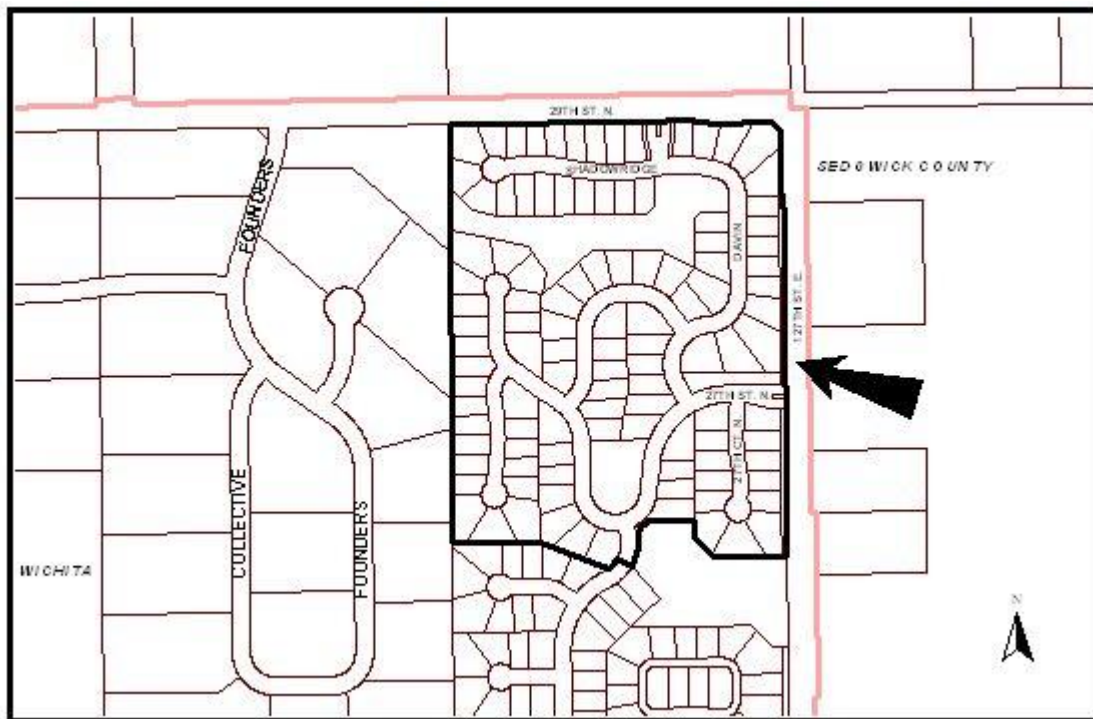 29TH ST. N.
SHADOWRIDGE
SEDGWICK COUNTY
FOUNDERS
DAVIN
127TH ST. E.
27TH ST. N.
27TH CT. N.
COLLECTIVE
FOUNDERS
WICHITA
N